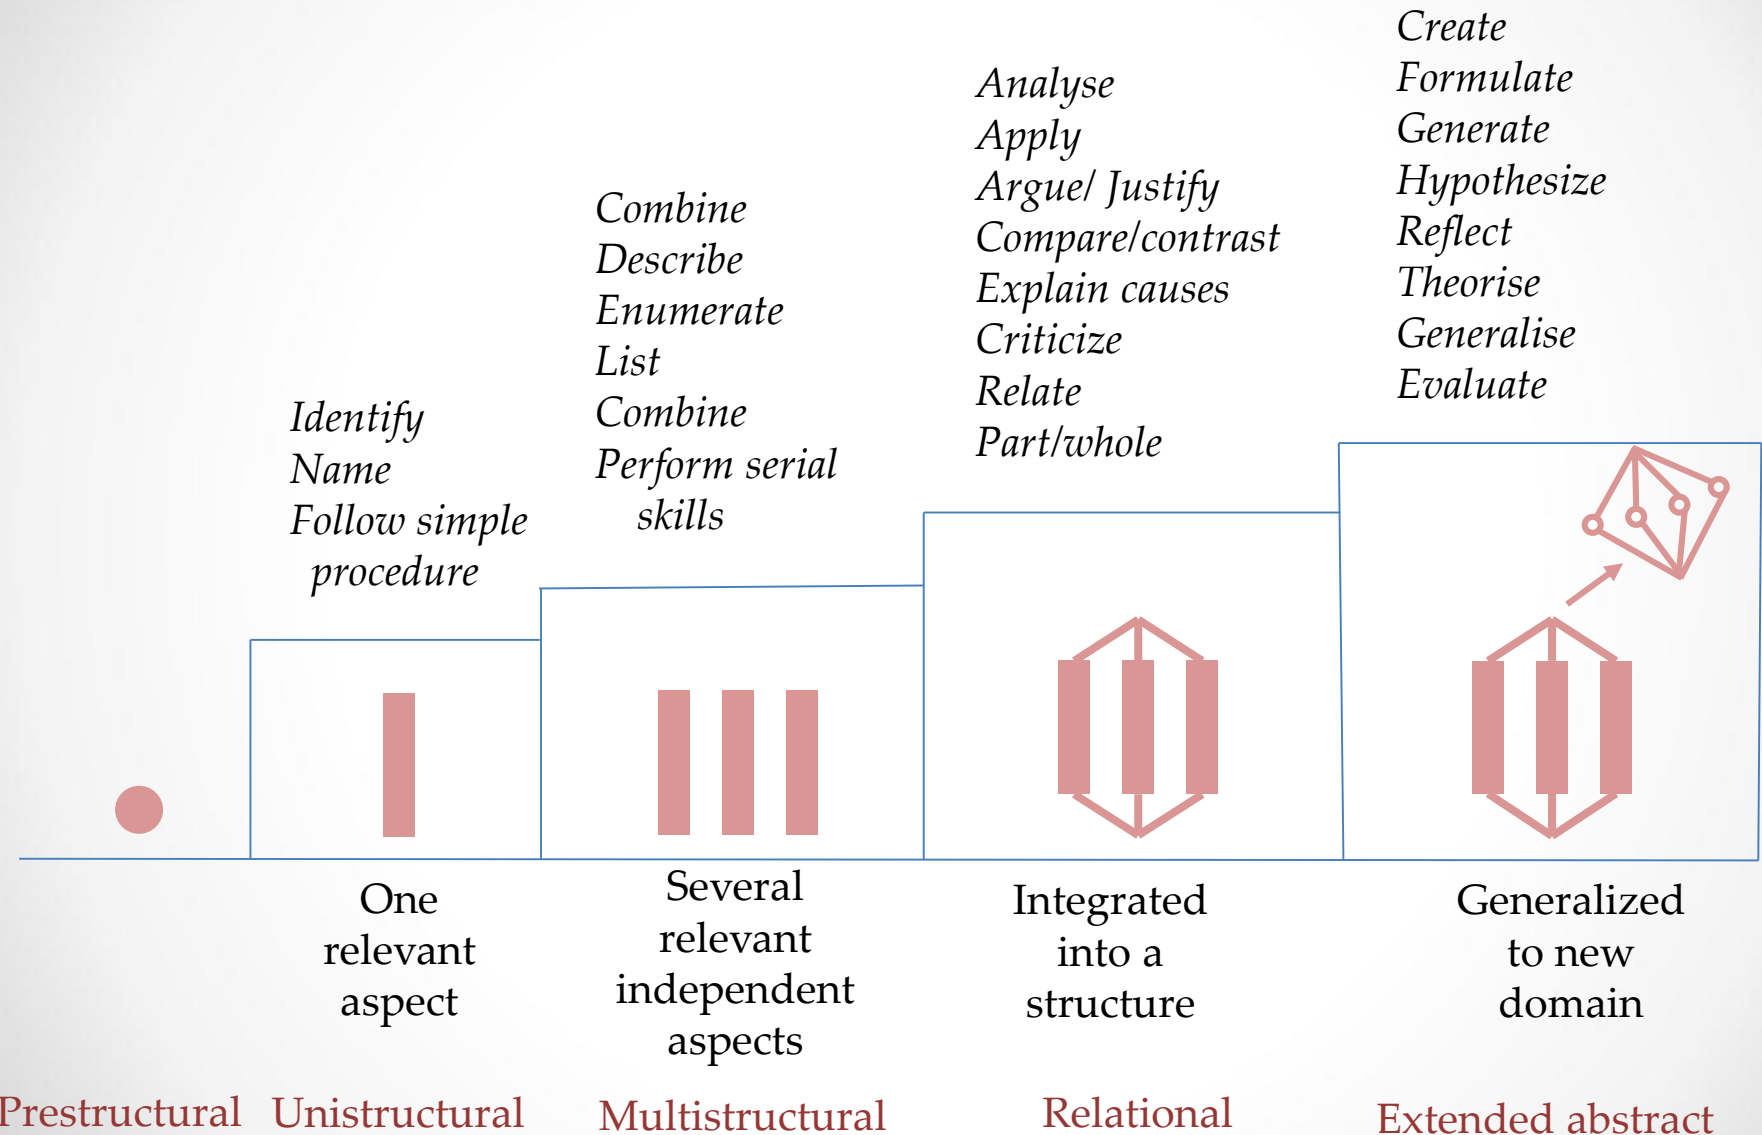 Identify
Name
Follow simple
procedure
Combine
Describe
Enumerate
List
Combine
Perform serial
skills
Analyse
Apply
Argue/ Justify
Compare/contrast
Explain causes
Criticize
Relate
Part/whole
Create
Formulate
Generate
Hypothesize
Reflect
Theorise
Generalise
Evaluate
One
relevant
aspect
Several
relevant
independent
aspects
Integrated
into a
structure
Generalized
to new
domain
Prestructural
Unistructural
Multistructural
Relational
Extended abstract